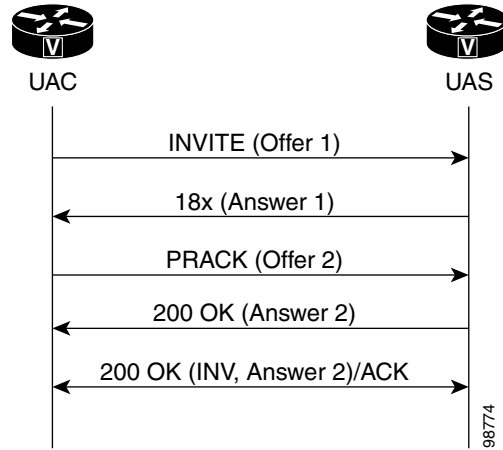 V
V
UAC
UAS
INVITE (Offer 1)
18x (Answer 1)
PRACK (Offer 2)
200 OK (Answer 2)
200 OK (INV, Answer 2)/ACK
98774